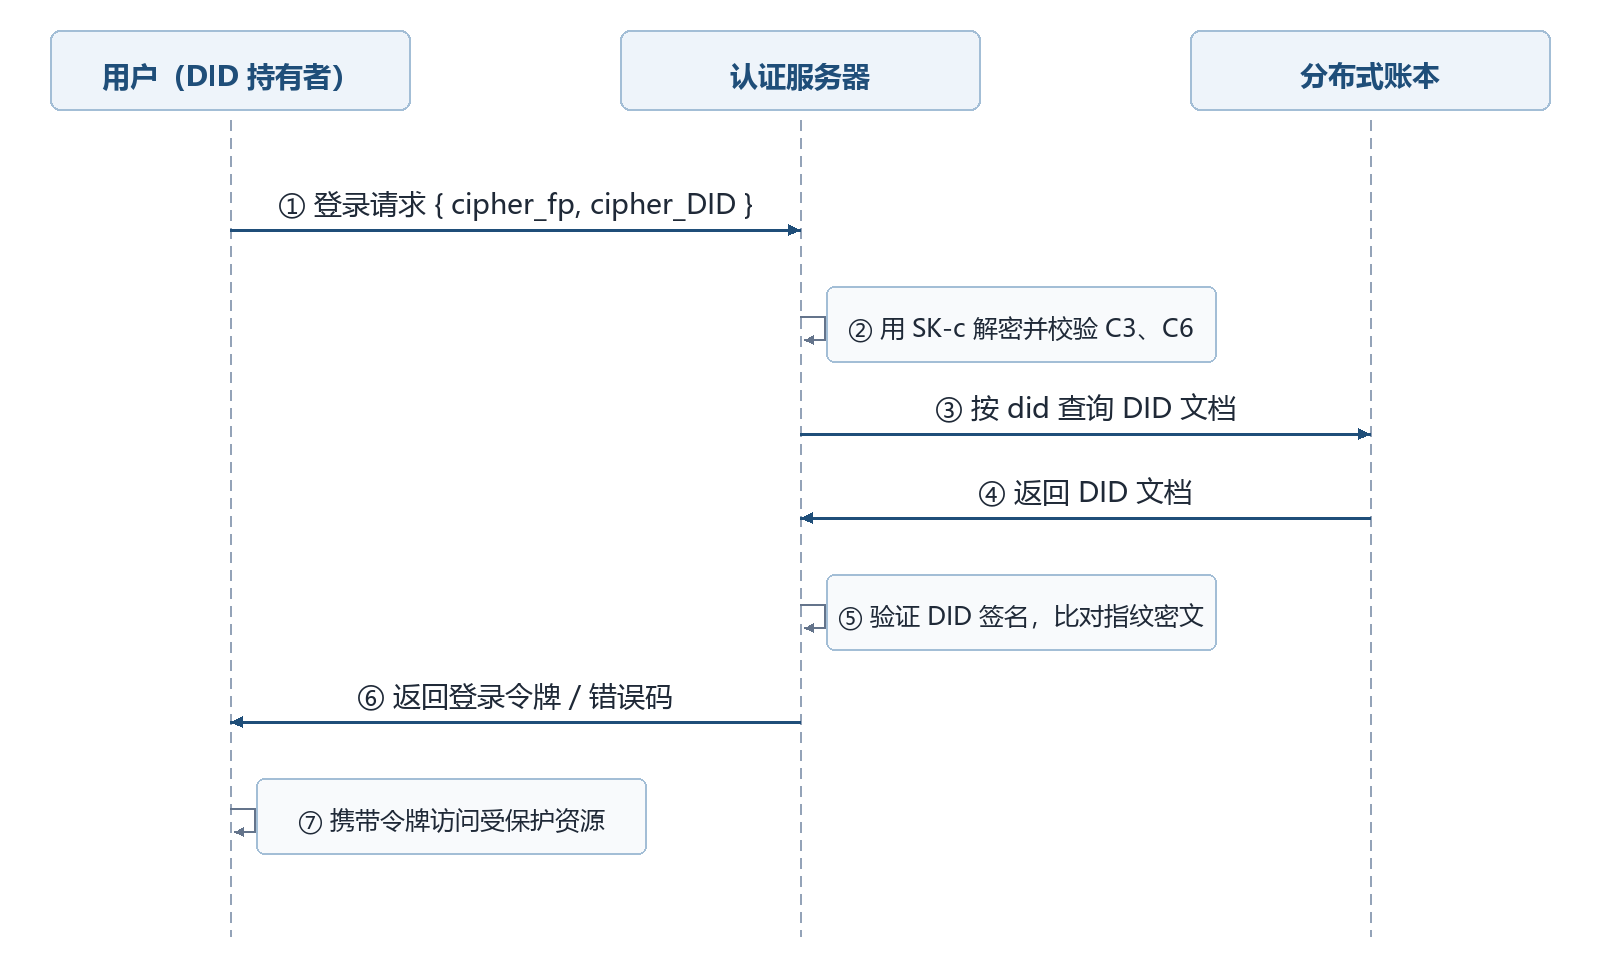 用户（DID 持有者）
认证服务器
分布式账本
① 登录请求 { cipher_fp, cipher_DID }
② 用 SK-c 解密并校验 C3、C6
③ 按 did 查询 DID 文档
④ 返回 DID 文档
⑤ 验证 DID 签名，比对指纹密文
⑥ 返回登录令牌 / 错误码
⑦ 携带令牌访问受保护资源